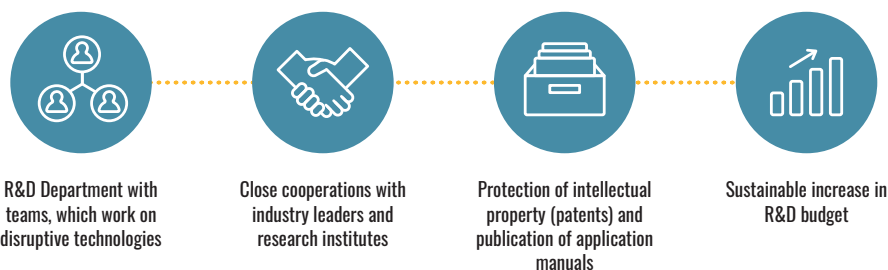 R&D Department with
teams, which work on
disruptive technologies
Close cooperations with
industry leaders and
research institutes
Protection of intellectual
property (patents) and
publication of application
manuals
Sustainable increase in
R&D budget